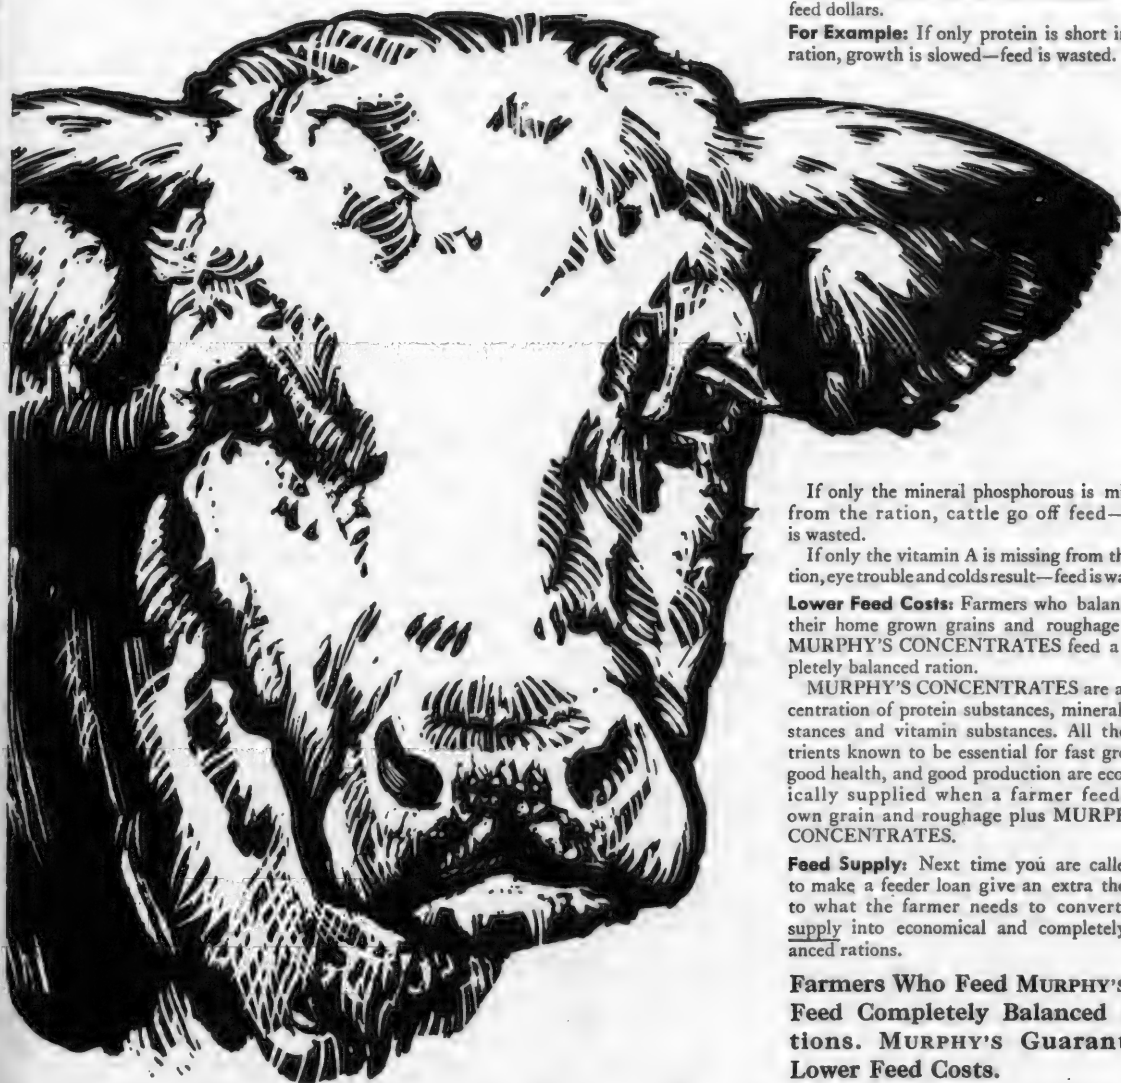 feed dollars.
For Example: If only protein is short i
ration, growth is slowed—feed is wasted.
If only the mineral phosphorous is mi
from the ration, cattle go off feed—
is wasted.
If only the vitamin A is missing from th
tion, eye trouble and colds result—feed is wa
Lower Feed Costs: Farmers who balan
their home grown grains and roughage
MURPHY'S CONCENTRATES feed a
pletely balanced ration.
MURPHY'S CONCENTRATES are a
centration of protein substances, mineral
stances and vitamin substances. All the
trients known to be essential for fast gro
good health, and good production are eco
ically supplied when a farmer feed
own grain and roughage plus MURPH
CONCENTRATES.
Feed Supply: Next time you are calle
to make a feeder loan give an extra tho
to what the farmer needs to convert
supply into economical and completely
anced rations.
Farmers Who Feed MURPHY'S
Feed Completely Balanced
tions. MURPHY'S Guarant
Lower Feed Costs.